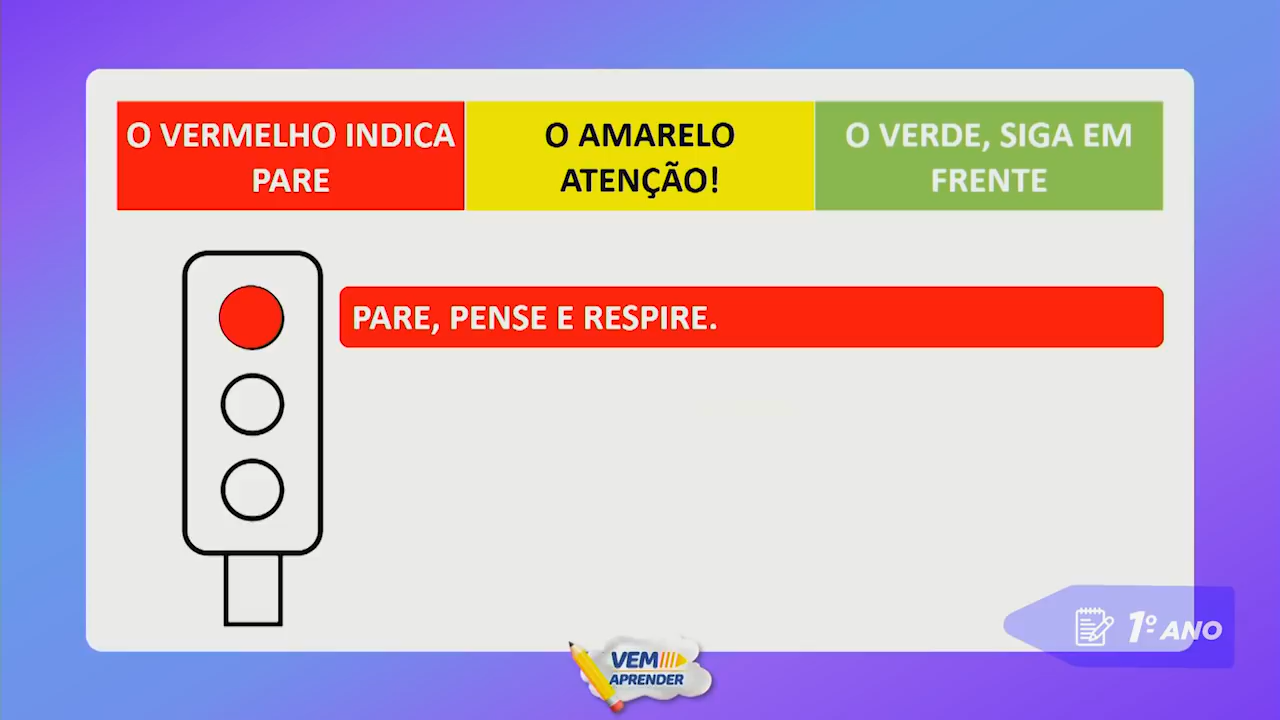 O VERMELHO INDICA
PARE
O AMARELO
ATENÇÃO!
O VERDE, SIGA EM
FRENTE
PARE, PENSE E RESPIRE.
1º ANO
VEM
APRENDER